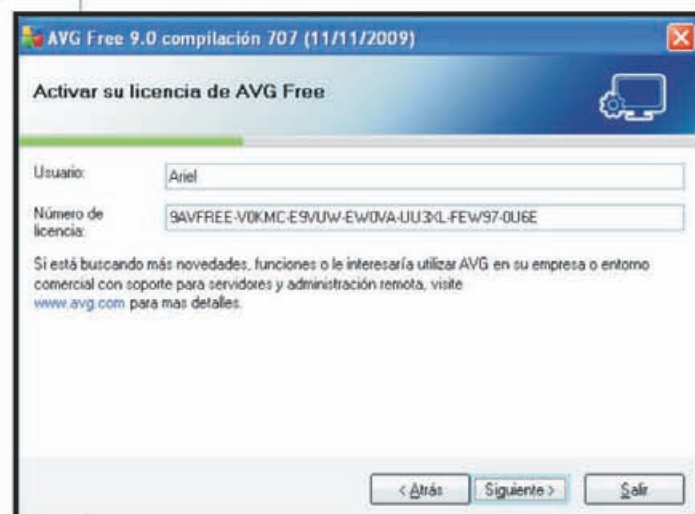 AVG Free 9.0 compilación 707 (11/11/2009)
Activar su licencia de AVG Free
Usuario: Ariel
Número de licencia: 9AVFREE-V0KMC-E9VUW-EW0VA-UU3XL-FEW97-0U6E
Si está buscando más novedades, funciones o le interesaría utilizar AVG en su empresa o entorno
comercial con soporte para servidores y administración remota, visite
www.avg.com para mas detalles.
< Atrás
Siguiente >
Salir